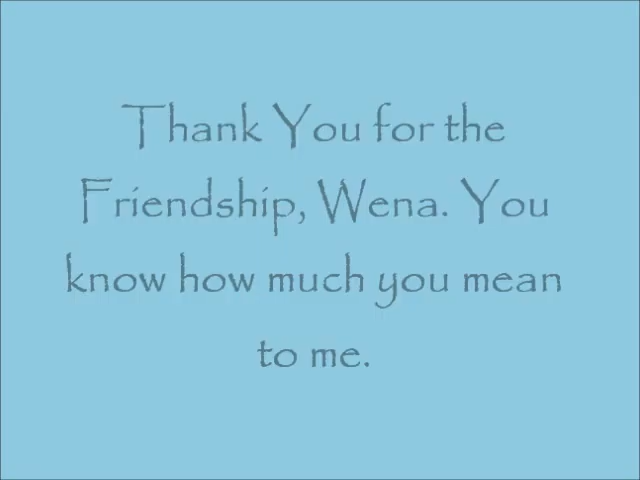 Thank You for the
Friendship, Wena. You
know how much you mean
to me.